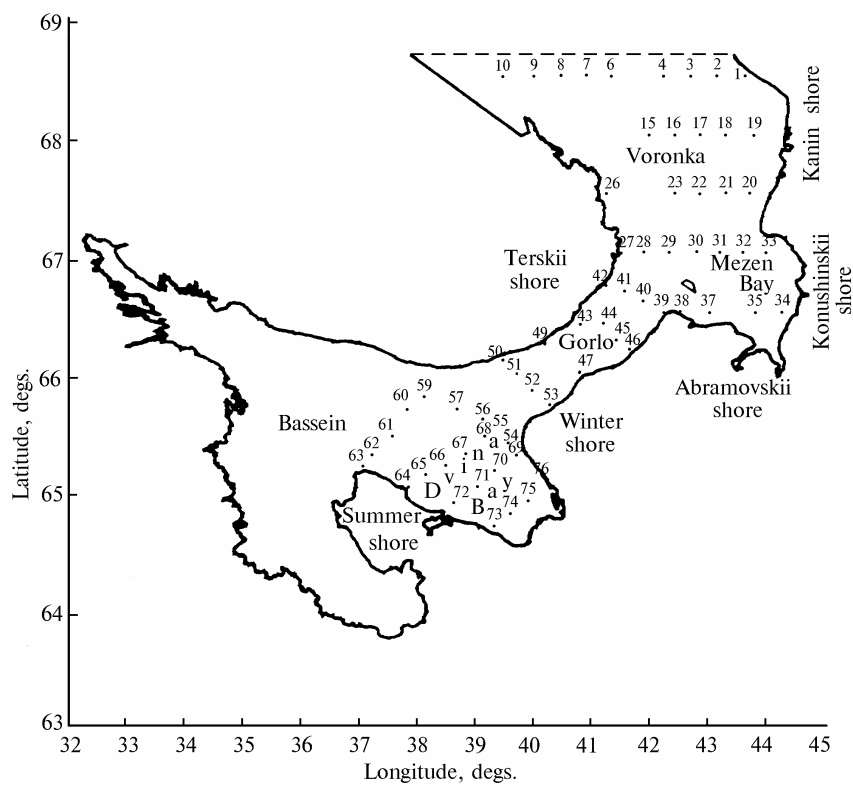 69
10 9 8 7 6 4 3 2 1
Kanin shore
15 16 17 18 19
68
Voronka
26 23 22 21 20
27 28 29 30 31 32 33
67
Terskii
shore
Mezen
Bay
Konushinskii
shore
42 41 40 39 38 37 35 34
43 44
49 Gorlo 45 46
50 51 47
66
Abramovskii
shore
59 52 53
60 57
Winter
shore
56 55
Bassein 61 68 54
62 67 69
63 66 70 76
64 65 71
Dvina Bay
72 75
74
73
65
Summer
shore
64
63
32 33 34 35 36 37 38 39 40 41 42 43 44 45
Longitude, degs.
Latitude, degs.